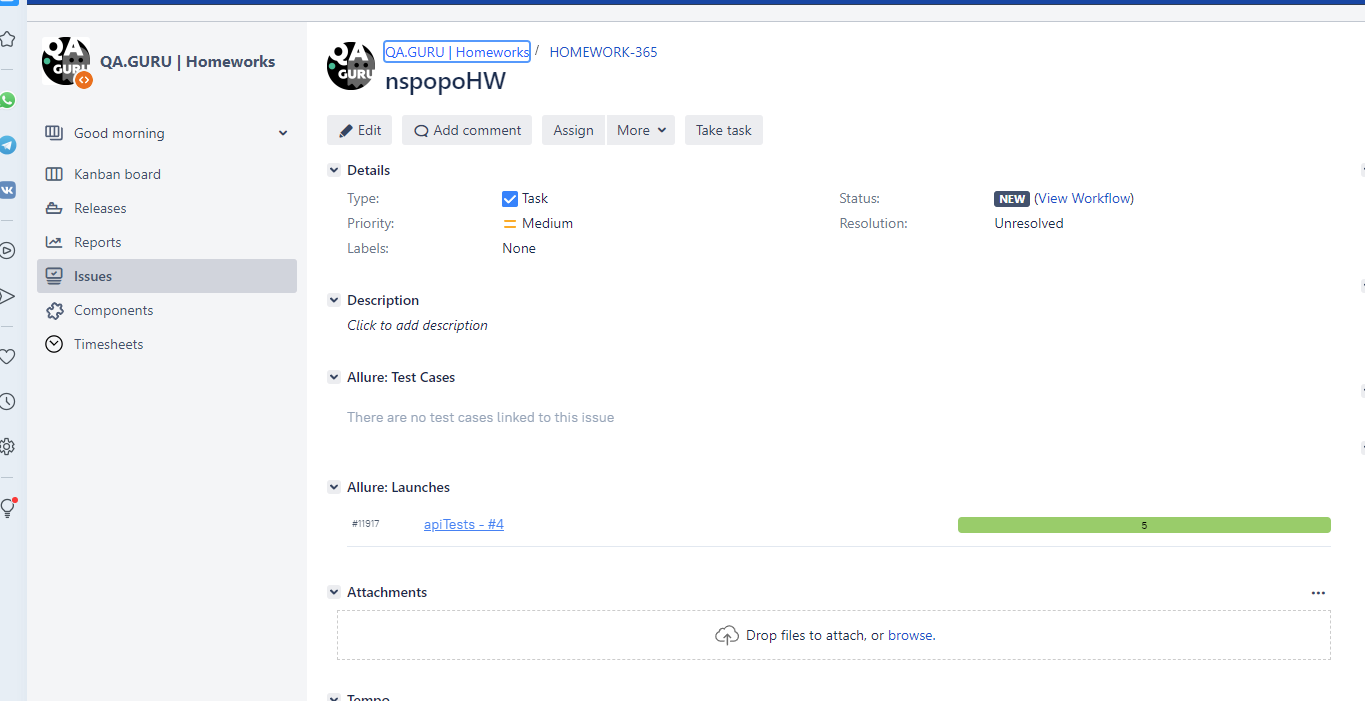 QA GURU
QA.GURU | Homeworks
Good morning
Kanban board
Releases
Reports
Issues
Components
Timesheets
QA GURU
QA.GURU | Homeworks / HOMEWORK-365
nspopoHW
Edit Add comment Assign More Take task
Details
Type: Task Status: NEW (View Workflow)
Priority: Medium Resolution: Unresolved
Labels: None
Description
Click to add description
Allure: Test Cases
There are no test cases linked to this issue
Allure: Launches
#11917 apiTests - #4 5
Attachments
Drop files to attach, or browse.
Tempo